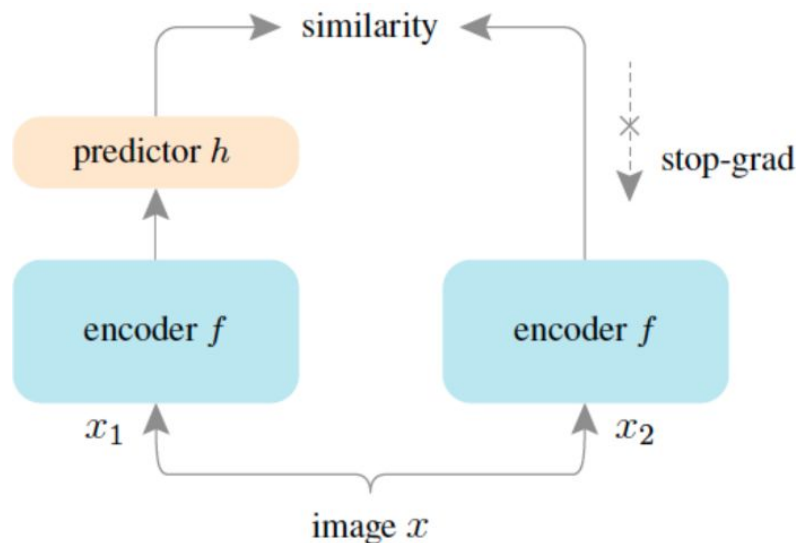 similarity
predictor h
stop-grad
encoder f
encoder f
x1
x2
image x